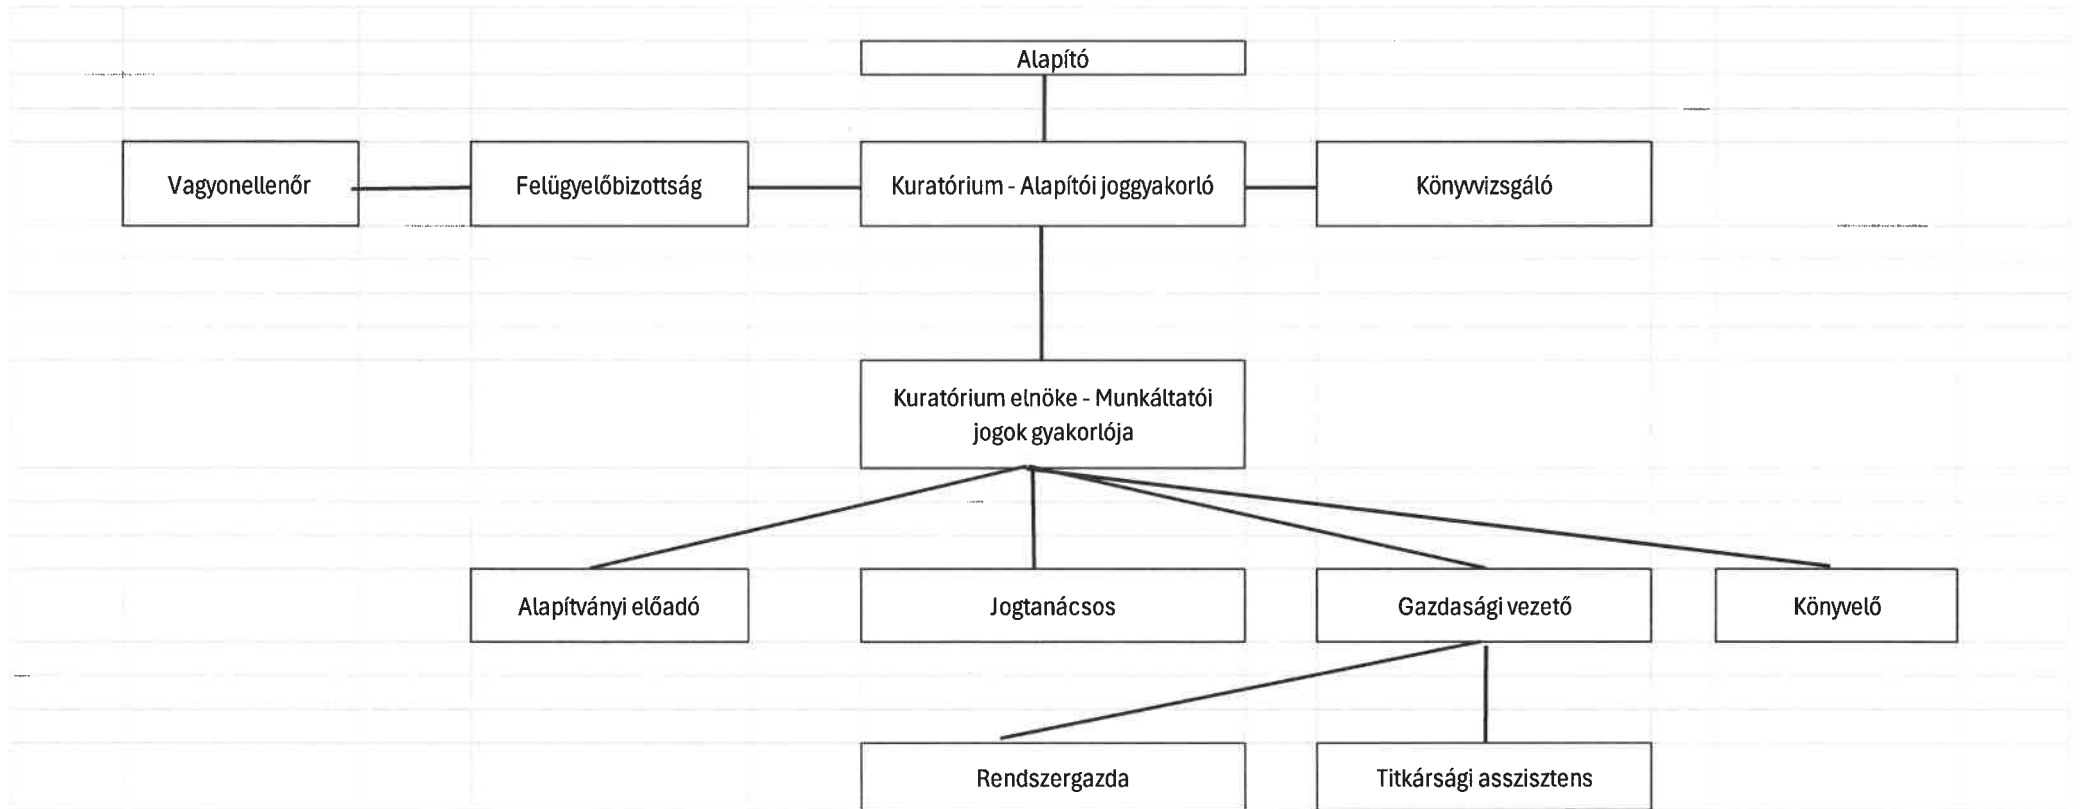 Alapító
Vagyonellenőr
Felügyelőbizottság
Kuratórium - Alapítói joggyakorló
Könyvvizsgáló
Kuratórium elnöke - Munkáltatói
jogok gyakorlója
Alapítványi előadó
Jogtanácsos
Gazdasági vezető
Könyvelő
Rendszergazda
Titkársági asszisztens